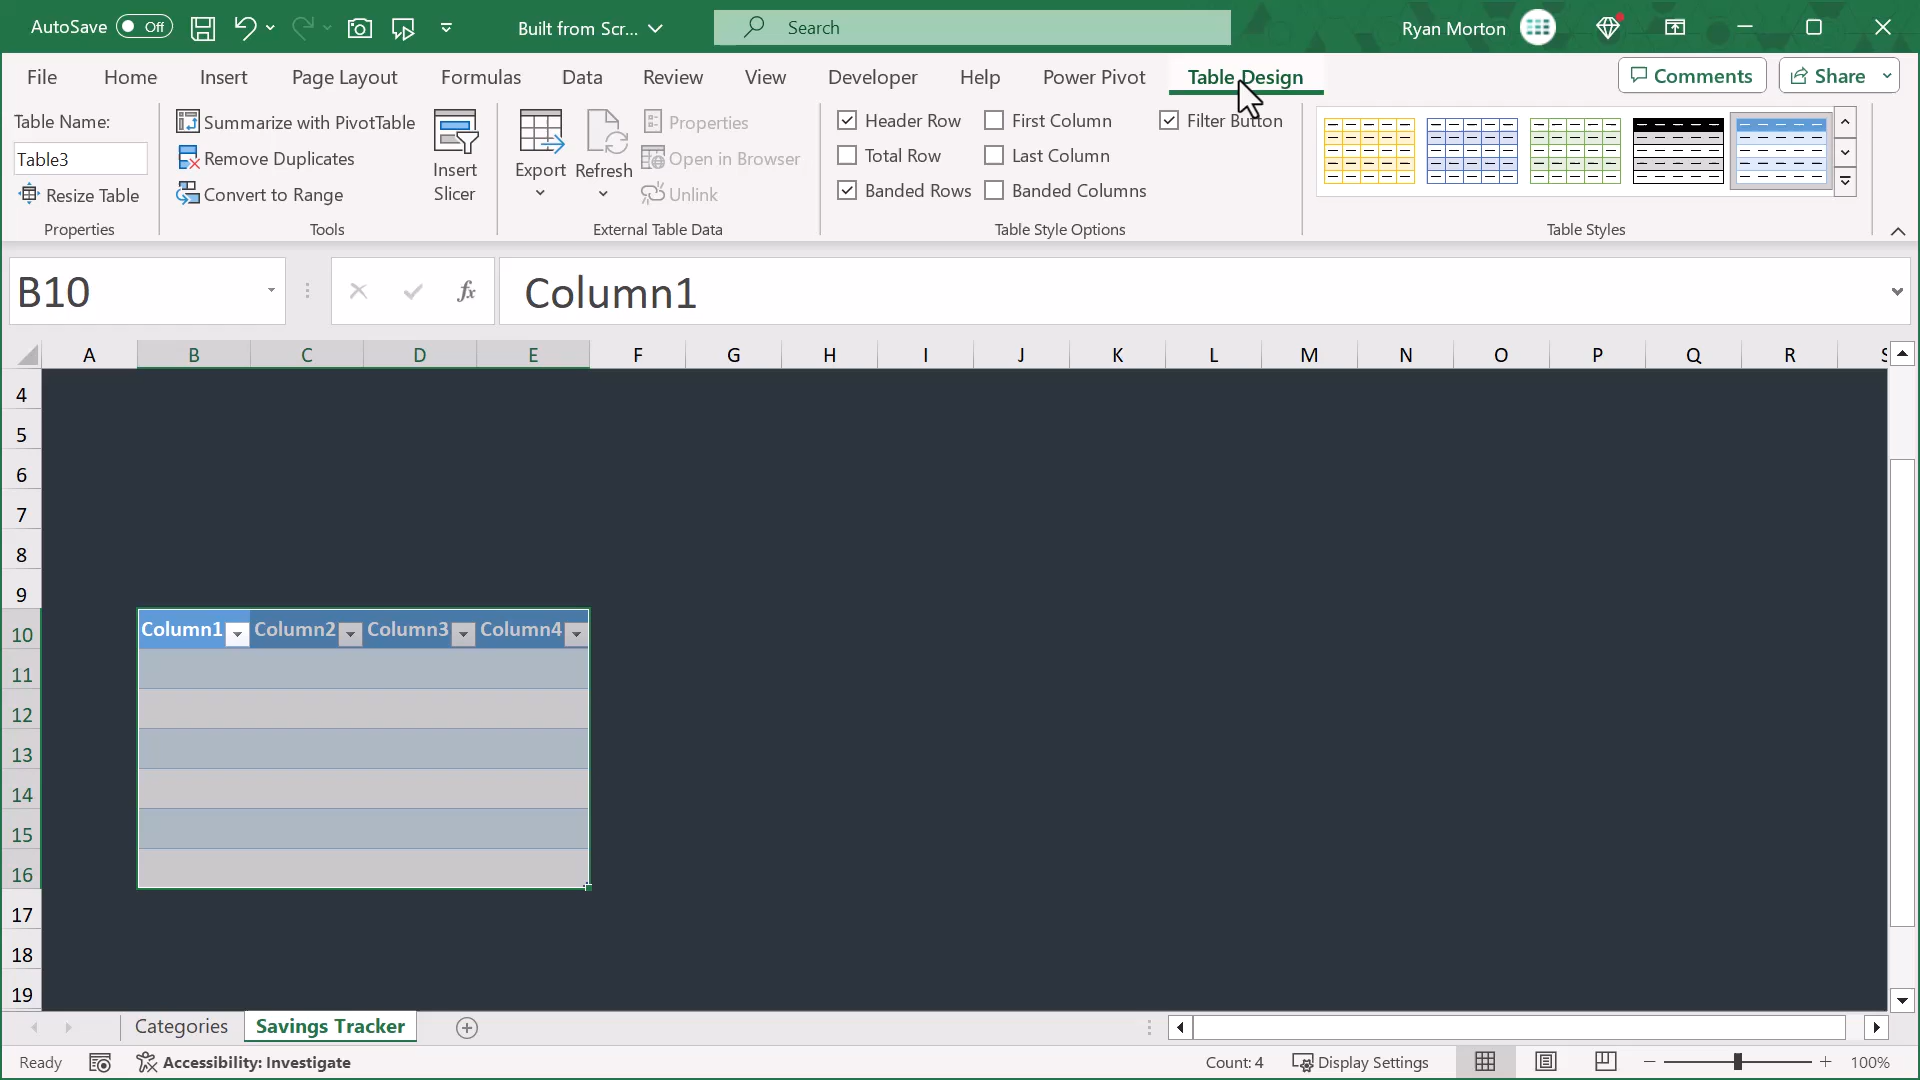 AutoSave Off Built from Scr... Search Ryan Morton
File Home Insert Page Layout Formulas Data Review View Developer Help Power Pivot Table Design Comments Share
Table Name:
Table3
Resize Table
Properties
Summarize with PivotTable
Remove Duplicates
Convert to Range
Tools
Insert
Slicer
Export
Refresh
Properties
Open in Browser
Unlink
External Table Data
Header Row First Column Filter Button
Total Row Last Column
Banded Rows Banded Columns
Table Style Options
Table Styles
B10 fx Column1
A B C D E F G H I J K L M N O P Q R S
4
5
6
7
8
9
10 Column1 Column2 Column3 Column4
11
12
13
14
15
16
17
18
19
Categories Savings Tracker
Ready Accessibility: Investigate Count: 4 Display Settings 100%